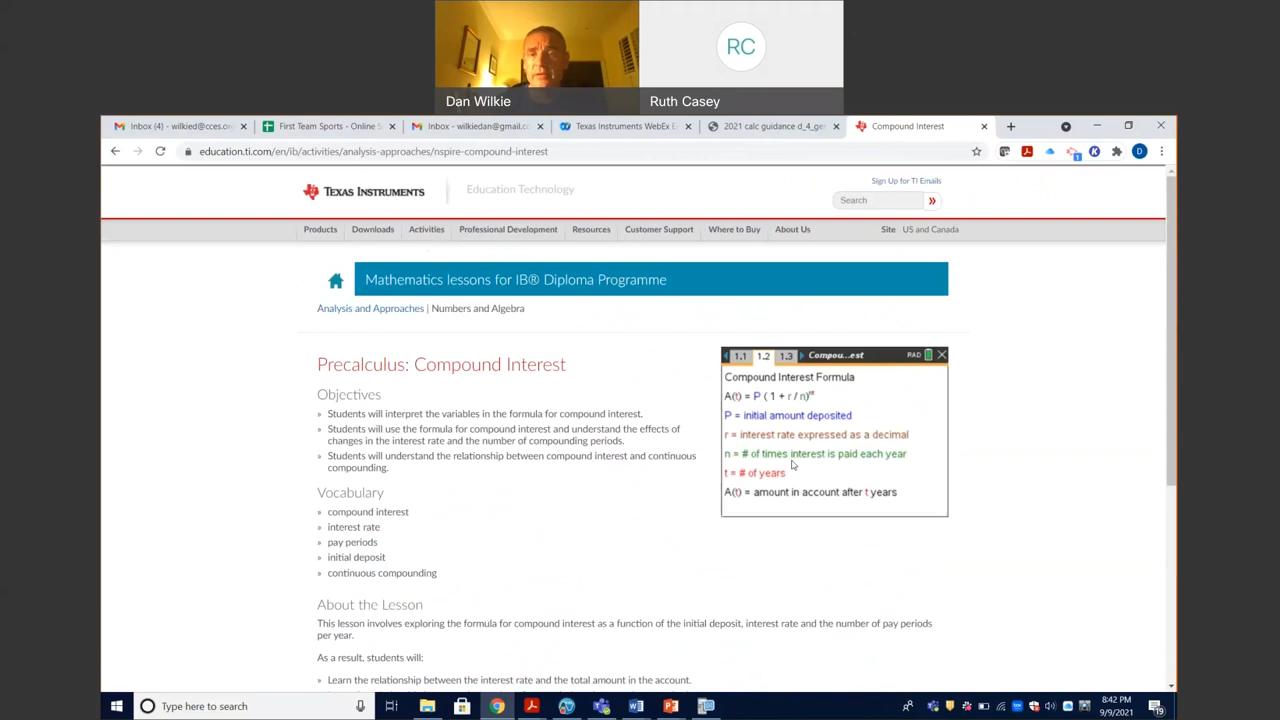 RC
Dan Wilkie
Ruth Casey
Inbox (4) - wilkied@cces.or
First Team Sports - Online S
Inbox - wilkiedan@gmail.c
Texas Instruments WebEx E
2021 calc guidance d_4_ge
Compound Interest
education.ti.com/en/ib/activities/analysis-approaches/nspire-compound-interest
D
Sign Up for TI Emails
TEXAS INSTRUMENTS
Education Technology
Search
Products
Downloads
Activities
Professional Development
Resources
Customer Support
Where to Buy
About Us
Site US and Canada
Mathematics lessons for IB® Diploma Programme
Analysis and Approaches | Numbers and Algebra
Precalculus: Compound Interest
Objectives
» Students will interpret the variables in the formula for compound interest.
» Students will use the formula for compound interest and understand the effects of
changes in the interest rate and the number of compounding periods.
» Students will understand the relationship between compound interest and continuous
compounding.
Vocabulary
» compound interest
» interest rate
» pay periods
» initial deposit
» continuous compounding
1.1 1.2 1.3 Compou...est RAD
Compound Interest Formula
A(t) = P ( 1 + r / n)^nt
P = initial amount deposited
r = interest rate expressed as a decimal
n = # of times interest is paid each year
t = # of years
A(t) = amount in account after t years
About the Lesson
This lesson involves exploring the formula for compound interest as a function of the initial deposit, interest rate and the number of pay periods
per year.
As a result, students will:
» Learn the relationship between the interest rate and the total amount in the account.
Type here to search
8:42 PM
9/9/2021
19